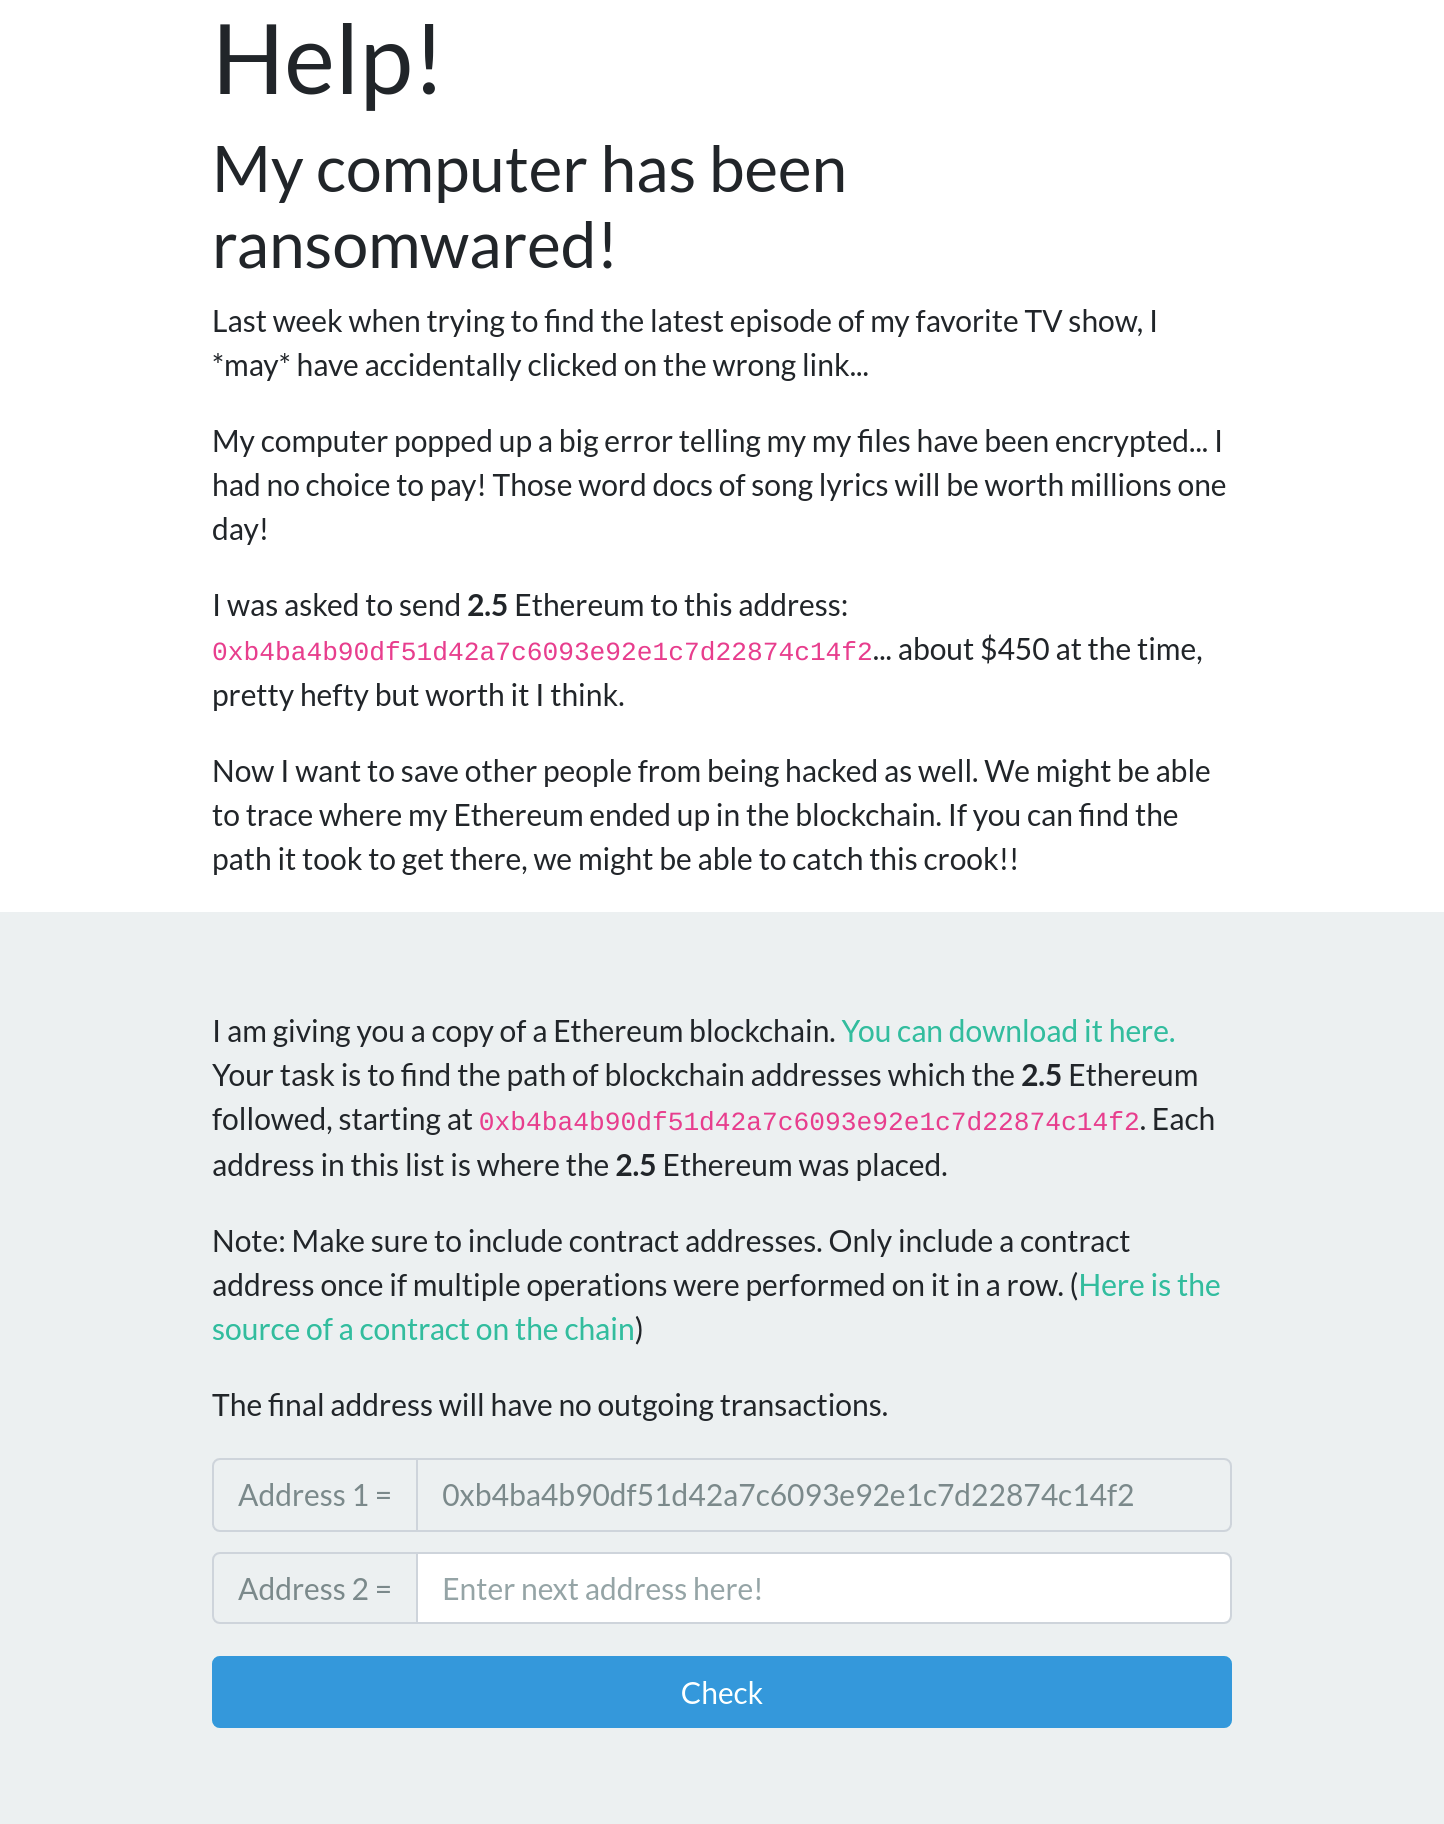 Help!
My computer has been
ransomwared!
Last week when trying to find the latest episode of my favorite TV show, I
*may* have accidentally clicked on the wrong link...
My computer popped up a big error telling my my files have been encrypted... I
had no choice to pay! Those word docs of song lyrics will be worth millions one
day!
I was asked to send 2.5 Ethereum to this address:
0xb4ba4b90df51d42a7c6093e92e1c7d22874c14f2... about $450 at the time,
pretty hefty but worth it I think.
Now I want to save other people from being hacked as well. We might be able
to trace where my Ethereum ended up in the blockchain. If you can find the
path it took to get there, we might be able to catch this crook!!
I am giving you a copy of a Ethereum blockchain. You can download it here.
Your task is to find the path of blockchain addresses which the 2.5 Ethereum
followed, starting at 0xb4ba4b90df51d42a7c6093e92e1c7d22874c14f2. Each
address in this list is where the 2.5 Ethereum was placed.
Note: Make sure to include contract addresses. Only include a contract
address once if multiple operations were performed on it in a row. (Here is the
source of a contract on the chain)
The final address will have no outgoing transactions.
Address 1 = 0xb4ba4b90df51d42a7c6093e92e1c7d22874c14f2
Address 2 = Enter next address here!
Check